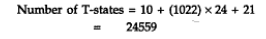 Number of T-states = 10 + (1022) × 24 + 21
= 24559